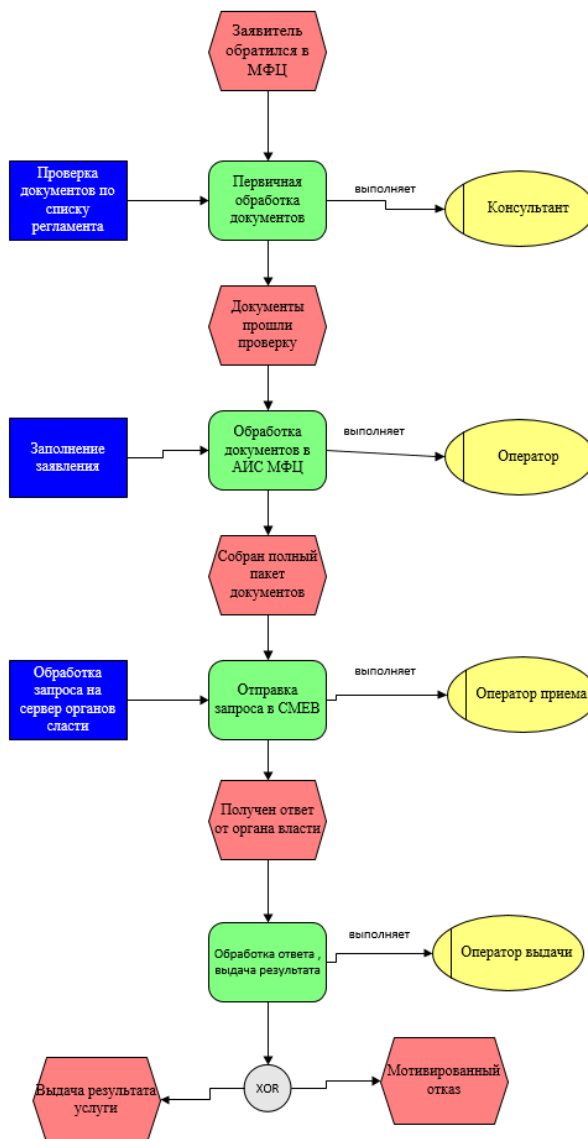 Заявитель
обратился в
МФЦ
Проверка
документов по
списку
регламента
Первичная
обработка
документов
выполняет
Консультант
Документы
прошли
проверку
Заполнение
заявления
Обработка
документов в
АИС МФЦ
выполняет
Оператор
Собран полный
пакет
документов
Обработка
запроса на
сервер органов
сласти
Отправка
запроса в СМЕВ
выполняет
Оператор приема
Получен ответ
от органа власти
Обработка ответа ,
выдача результата
выполняет
Оператор выдачи
Выдача результата
услуги
XOR
Мотивированный
отказ